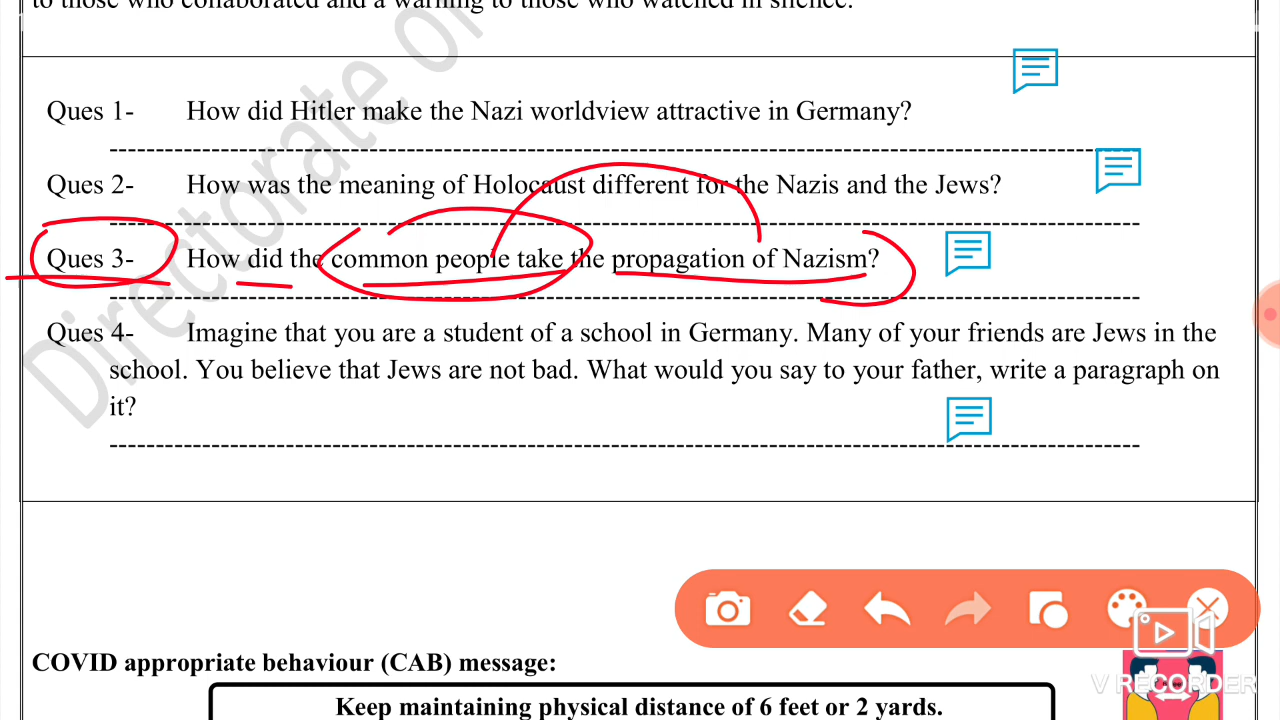 to those who collaborated and a warning to those who watched in silence.
Directorate of
Ques 1- How did Hitler make the Nazi worldview attractive in Germany?
Ques 2- How was the meaning of Holocaust different for the Nazis and the Jews?
Ques 3- How did the common people take the propagation of Nazism?
Ques 4- Imagine that you are a student of a school in Germany. Many of your friends are Jews in the
school. You believe that Jews are not bad. What would you say to your father, write a paragraph on
it?
COVID appropriate behaviour (CAB) message:
V RECORDER
Keep maintaining physical distance of 6 feet or 2 yards.